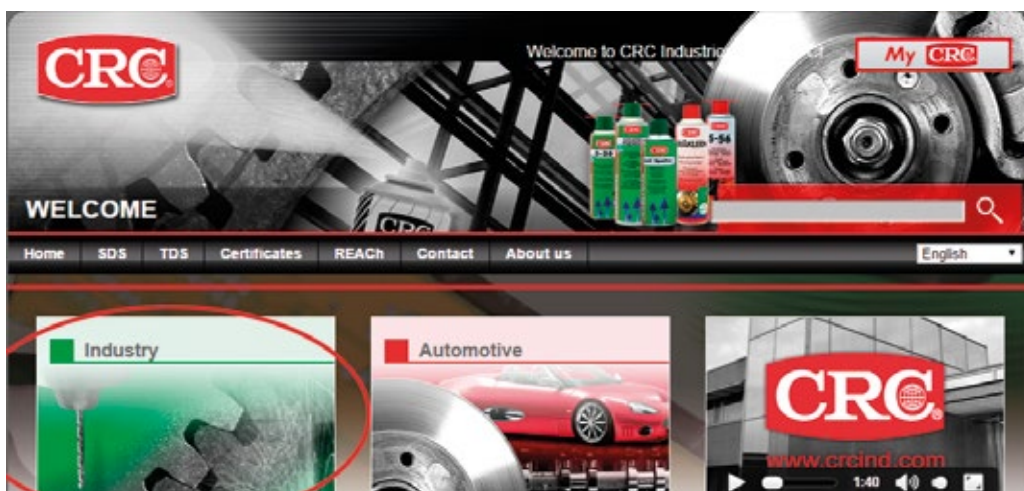 CRC
Welcome to CRC Industrie
My CRC
5-56
CRC
WELCOME
Home SDS TDS Certificates REACh Contact About us
English
Industry
Automotive
CRC
www.crcind.com
1:40